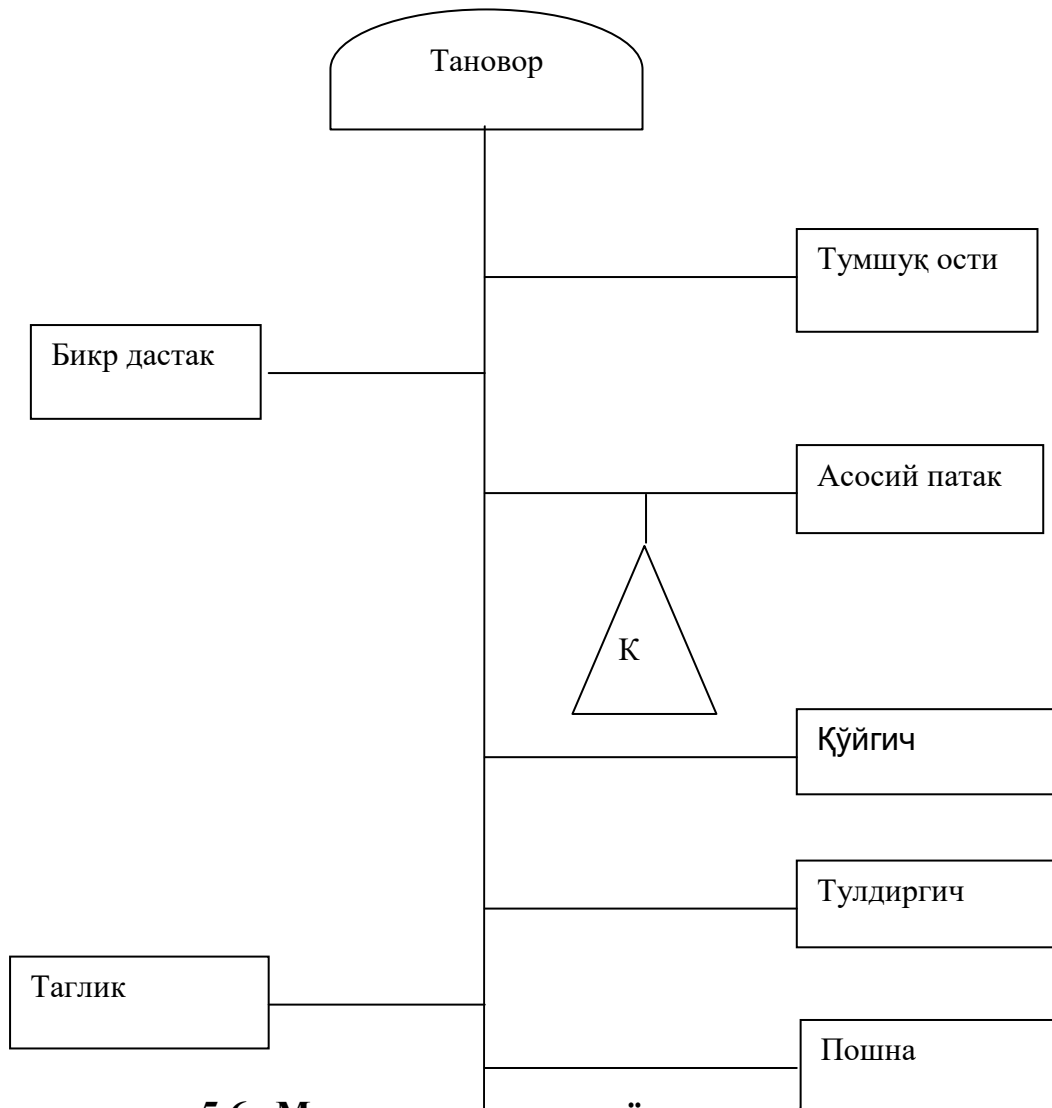 Тановор
Тумшуқ ости
Бикр дастак
Асосий патак
К
Қўйгич
Тулдиргич
Таглик
Пошна